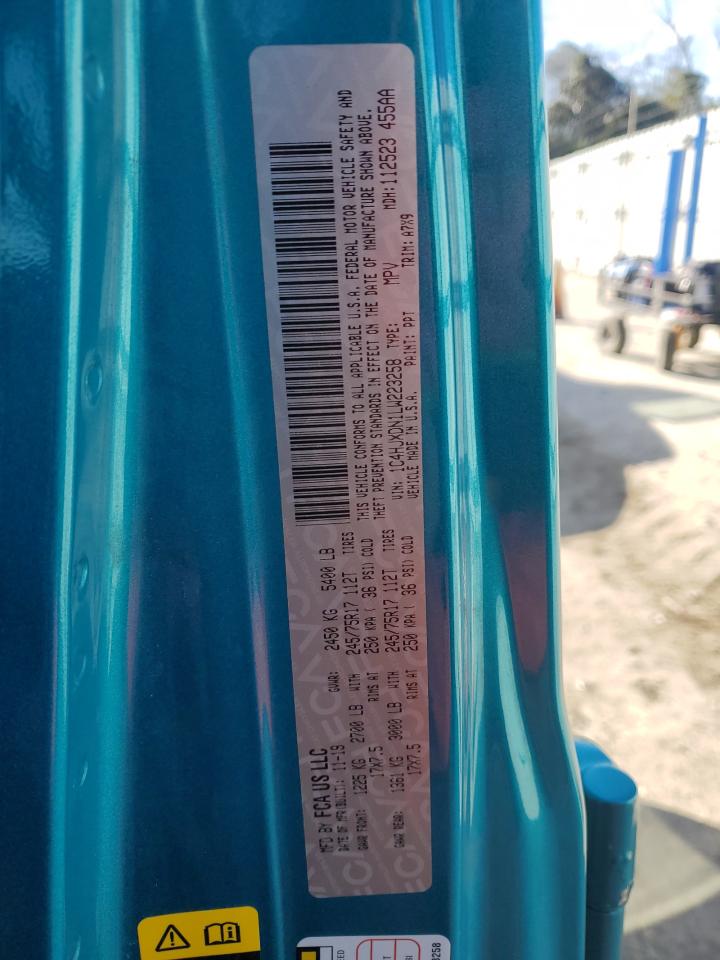 MFD BY FCA US LLC
DATE OF MFR(BUILT): 11-19
GVWR: 2450 KG 5400 LB
GAWR FRONT: 1225 KG 2700 LB WITH 245/75R17 112T TIRES
17X7.5 RIMS AT 250 KPA ( 36 PSI) COLD
GAWR REAR: 1361 KG 3000 LB WITH 245/75R17 112T TIRES
17X7.5 RIMS AT 250 KPA ( 36 PSI) COLD
THIS VEHICLE CONFORMS TO ALL APPLICABLE U.S.A. FEDERAL MOTOR VEHICLE SAFETY AND
THEFT PREVENTION STANDARDS IN EFFECT ON THE DATE OF MANUFACTURE SHOWN ABOVE.
VIN: 1C4HJXDN1LW223258 TYPE: MPV MDH:112523 455AA
VEHICLE MADE IN U.S.A. PAINT: PPT TRIM: A7X9